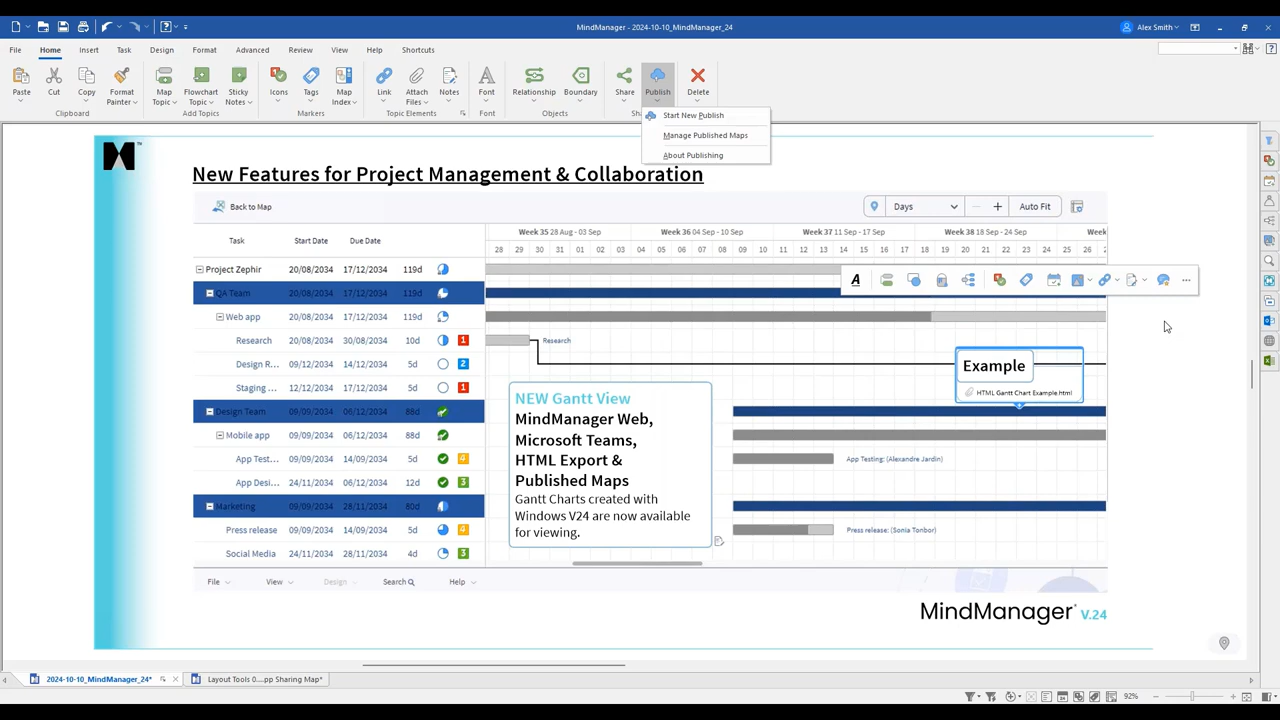 MindManager - 2024-10-10_MindManager_24
Alex Smith
File Home Insert Task Design Format Advanced Review View Help Shortcuts
Paste Cut Copy Format Painter
Map Topic Flowchart Topic Sticky Notes
Icons Tags Map Index
Link Attach Files Notes
Font
Relationship Boundary
Share Publish Delete
Clipboard Add Topics Markers Topic Elements Font Objects
Start New Publish
Manage Published Maps
About Publishing
New Features for Project Management & Collaboration
Back to Map
Days
Auto Fit
Task Start Date Due Date
Week 35 28 Aug - 03 Sep Week 36 04 Sep - 10 Sep Week 37 11 Sep - 17 Sep Week 38 18 Sep - 24 Sep
28 29 30 31 01 02 03 04 05 06 07 08 09 10 11 12 13 14 15 16 17 18 19 20 21 22 23 24 25 26
Project Zephir 20/08/2034 17/12/2034 119d
QA Team 20/08/2034 17/12/2034 119d
Web app 20/08/2034 17/12/2034 119d
Research 20/08/2034 30/08/2034 10d 1 Research
Design R... 09/12/2034 14/12/2034 5d 2
Staging ... 12/12/2034 17/12/2034 5d 1
Design Team 09/09/2034 06/12/2034 88d
Mobile app 09/09/2034 06/12/2034 88d
App Test... 09/09/2034 14/09/2034 5d 4 App Testing: (Alexandre Jardin)
App Desi... 24/11/2034 06/12/2034 12d 3
Marketing 09/09/2034 28/11/2034 80d
Press release 09/09/2034 14/09/2034 5d 4 Press release: (Sonia Tonbor)
Social Media 24/11/2034 28/11/2034 4d 3
Example
HTML Gantt Chart Example.html
NEW Gantt View
MindManager Web,
Microsoft Teams,
HTML Export &
Published Maps
Gantt Charts created with
Windows V24 are now available
for viewing.
File View Design Search Help
MindManager® V.24
2024-10-10_MindManager_24* Layout Tools 0....pp Sharing Map*
92%